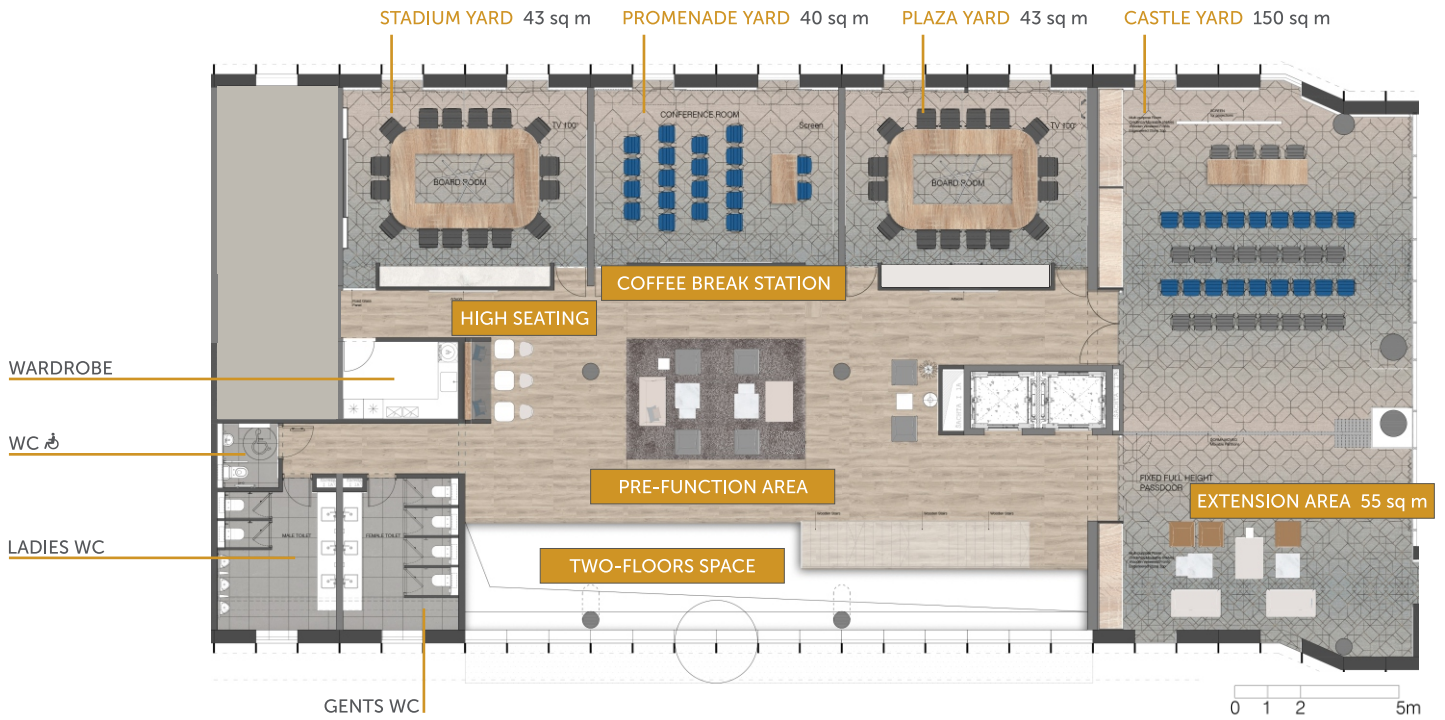 STADIUM YARD 43 sq m
PROMENADE YARD 40 sq m
PLAZA YARD 43 sq m
CASTLE YARD 150 sq m
CONFERENCE ROOM
TV 100
Screen
TV 100
SCREEN
BOARD ROOM
BOARD ROOM
COFFEE BREAK STATION
HIGH SEATING
WARDROBE
WC
PRE-FUNCTION AREA
FIXED FULL HEIGHT
PASSDOOR
EXTENSION AREA 55 sq m
MALE TOILET
FEMALE TOILET
LADIES WC
TWO-FLOORS SPACE
GENTS WC
0 1 2 5m